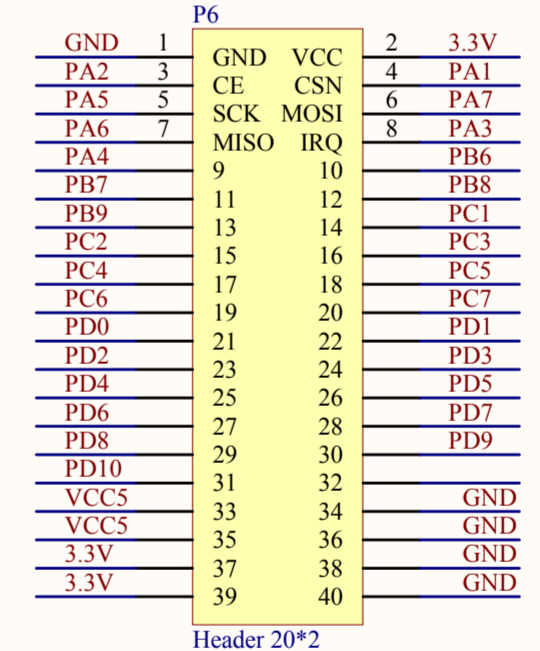 P6
GND 1 2 3.3V
GND VCC
PA2 3 4 PA1
CE CSN
PA5 5 6 PA7
SCK MOSI
PA6 7 8 PA3
MISO IRQ
PA4 PB6
9 10
PB7 PB8
11 12
PB9 PC1
13 14
PC2 PC3
15 16
PC4 PC5
17 18
PC6 PC7
19 20
PD0 PD1
21 22
PD2 PD3
23 24
PD4 PD5
25 26
PD6 PD7
27 28
PD8 PD9
29 30
PD10
31 32
VCC5 GND
33 34
VCC5 GND
35 36
3.3V GND
37 38
3.3V GND
39 40
Header 20*2